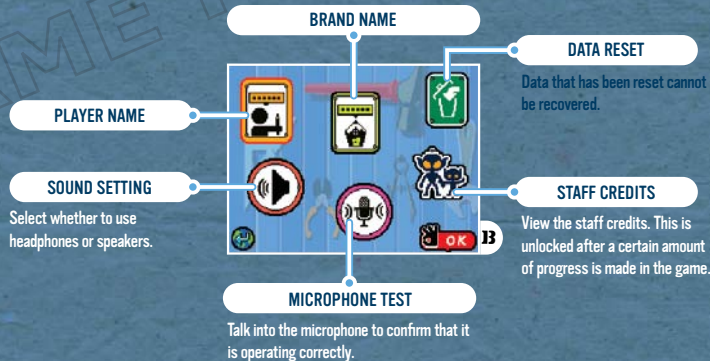 BRAND NAME
DATA RESET
Data that has been reset cannot
be recovered.
PLAYER NAME
SOUND SETTING
Select whether to use
headphones or speakers.
STAFF CREDITS
View the staff credits. This is
unlocked after a certain amount
of progress is made in the game.
OK
B
MICROPHONE TEST
Talk into the microphone to confirm that it
is operating correctly.